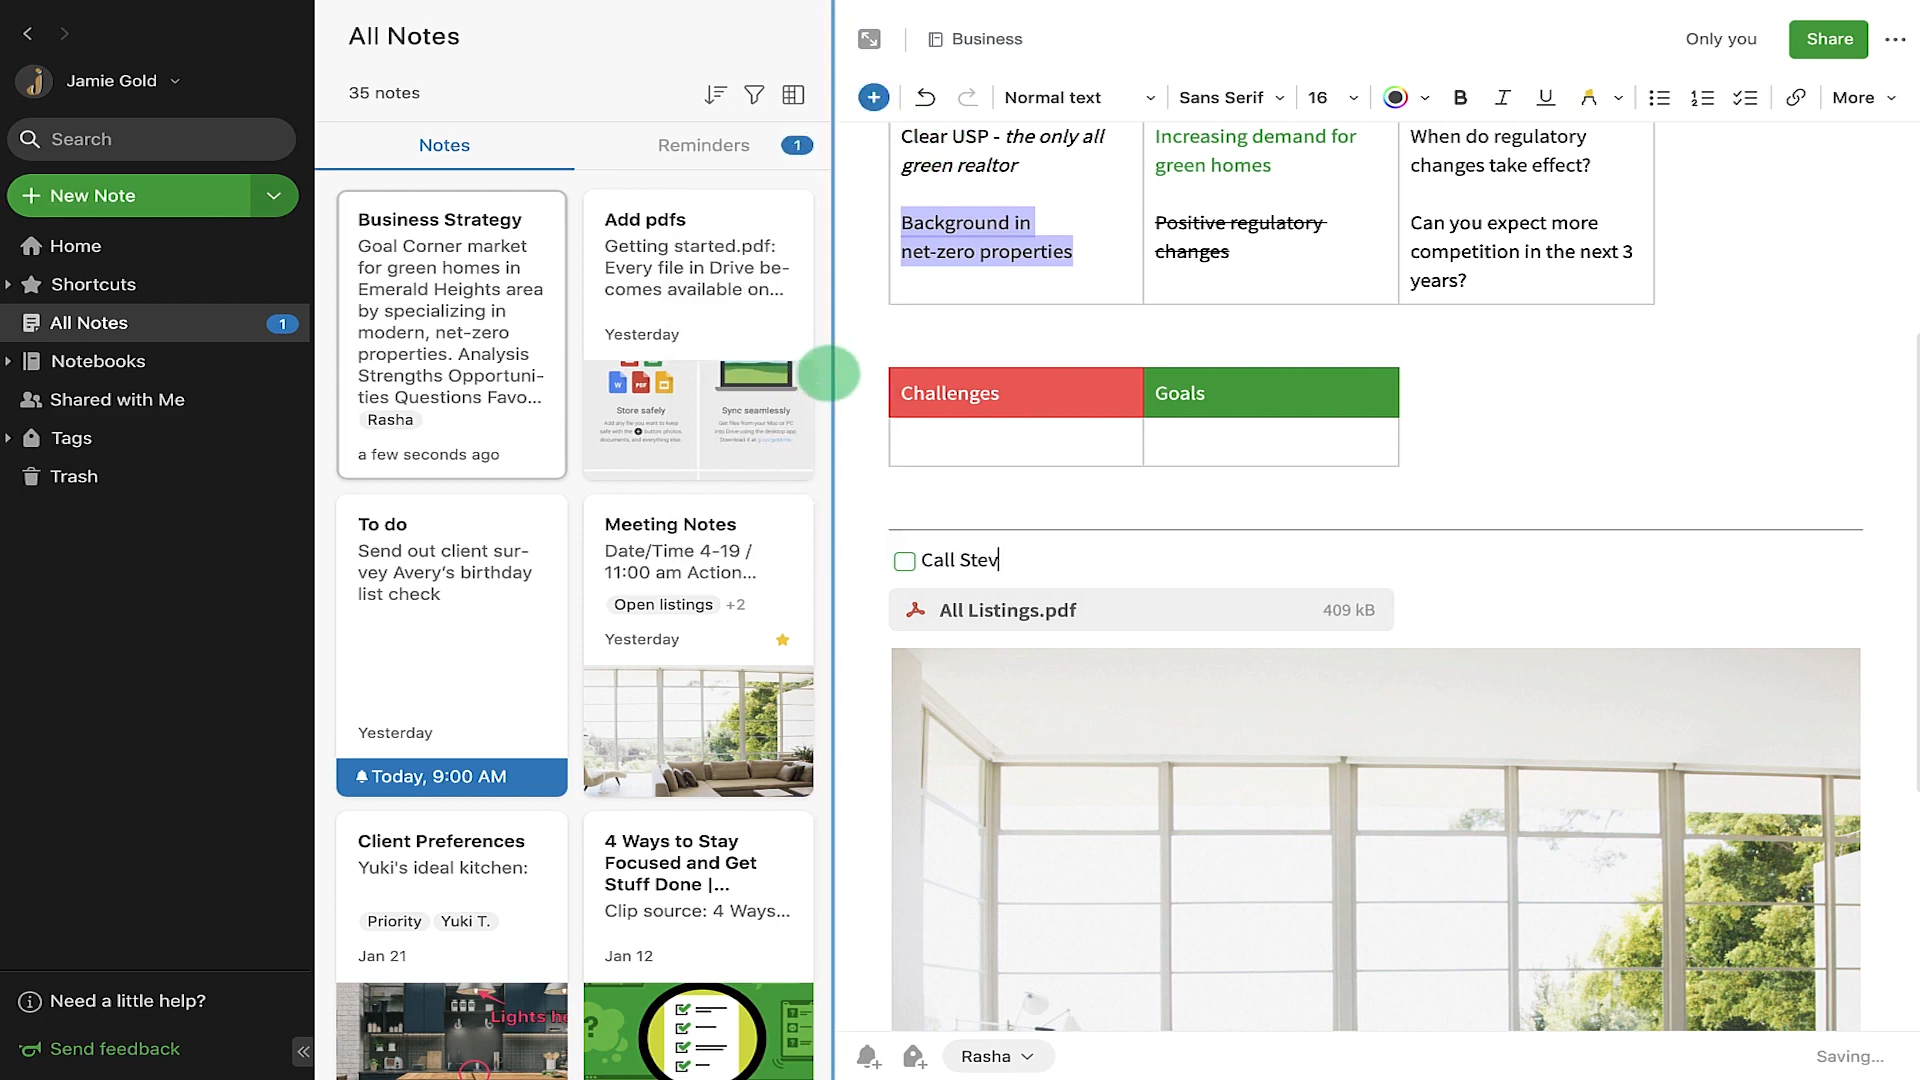 Jamie Gold
Search
New Note
Home
Shortcuts
All Notes
1
Notebooks
Shared with Me
Tags
Trash
Need a little help?
Send feedback
All Notes
35 notes
Notes
Reminders
1
Business Strategy
Goal Corner market
for green homes in
Emerald Heights area
by specializing in
modern, net-zero
properties. Analysis
Strengths Opportuni-
ties Questions Favo...
Rasha
a few seconds ago
Add pdfs
Getting started.pdf:
Every file in Drive be-
comes available on...
Yesterday
W
PDF
Store safely
Sync seamlessly
To do
Send out client sur-
vey Avery’s birthday
list check
Yesterday
Today, 9:00 AM
Meeting Notes
Date/Time 4-19 /
11:00 am Action...
Open listings +2
Yesterday
Client Preferences
Yuki's ideal kitchen:
Priority Yuki T.
Jan 21
Lights he
4 Ways to Stay
Focused and Get
Stuff Done |...
Clip source: 4 Ways...
Jan 12
Business
Only you
Share
Normal text
Sans Serif
16
B I U
More
Clear USP - the only all
green realtor
Background in
net-zero properties
Increasing demand for
green homes
Positive regulatory
changes
When do regulatory
changes take effect?
Can you expect more
competition in the next 3
years?
Challenges
Goals
Call Stev
All Listings.pdf
409 kB
Rasha
Saving...